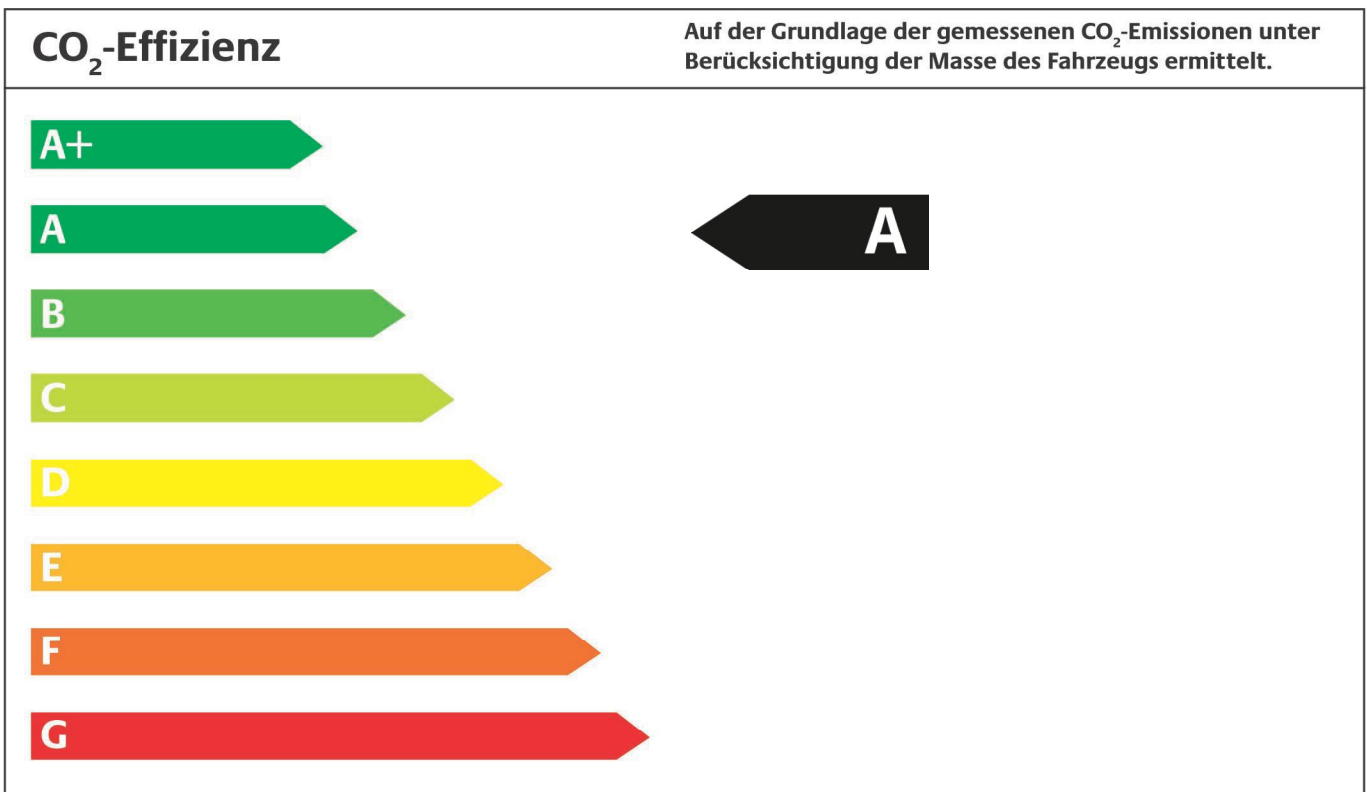 CO₂-Effizienz
Auf der Grundlage der gemessenen CO₂-Emissionen unter
Berücksichtigung der Masse des Fahrzeugs ermittelt.
A+
A
A
B
C
D
E
F
G